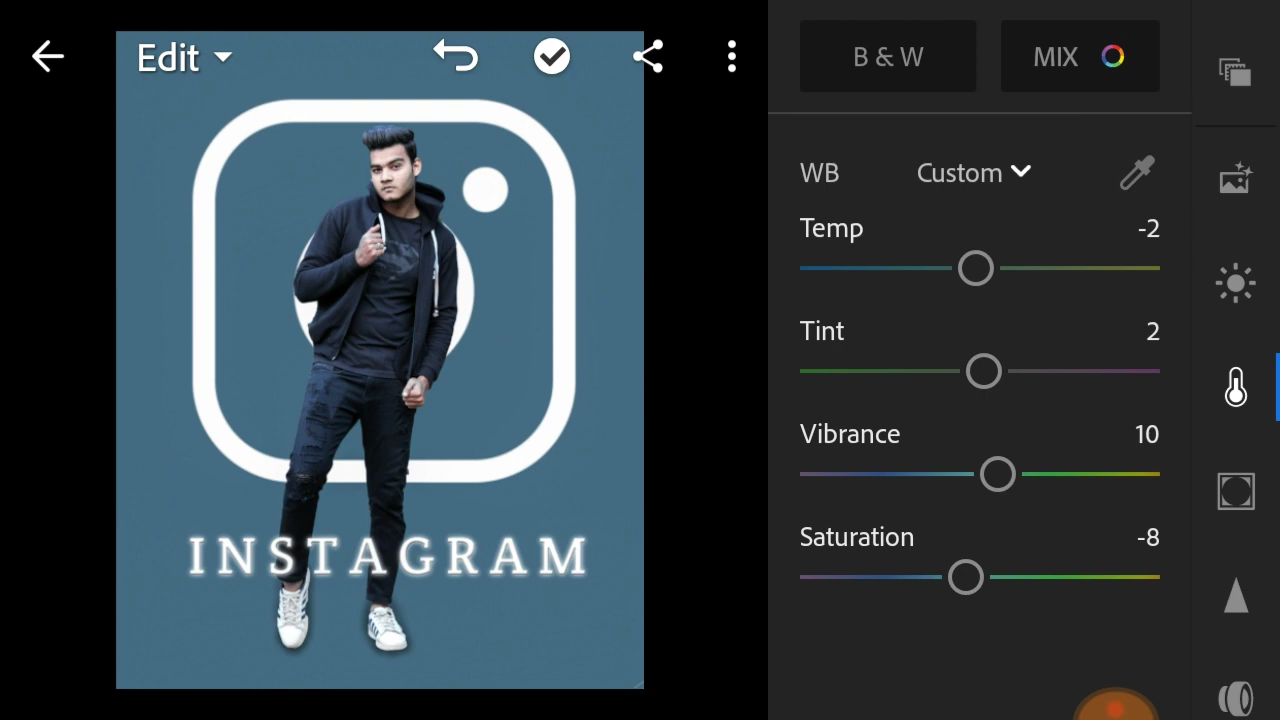 Edit
B & W
MIX
WB
Custom
Temp
-2
Tint
2
Vibrance
10
Saturation
-8
INSTAGRAM